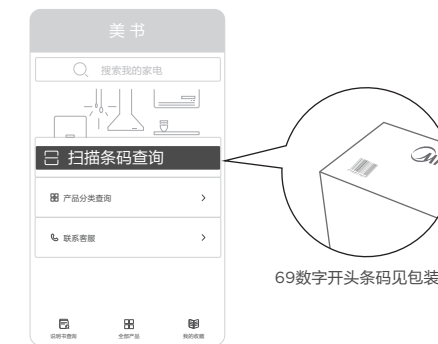 美书
搜索我的家电
扫描条码查询
产品分类查询
联系客服
说明书查询
全部产品
我的收藏
69数字开头条码见包装